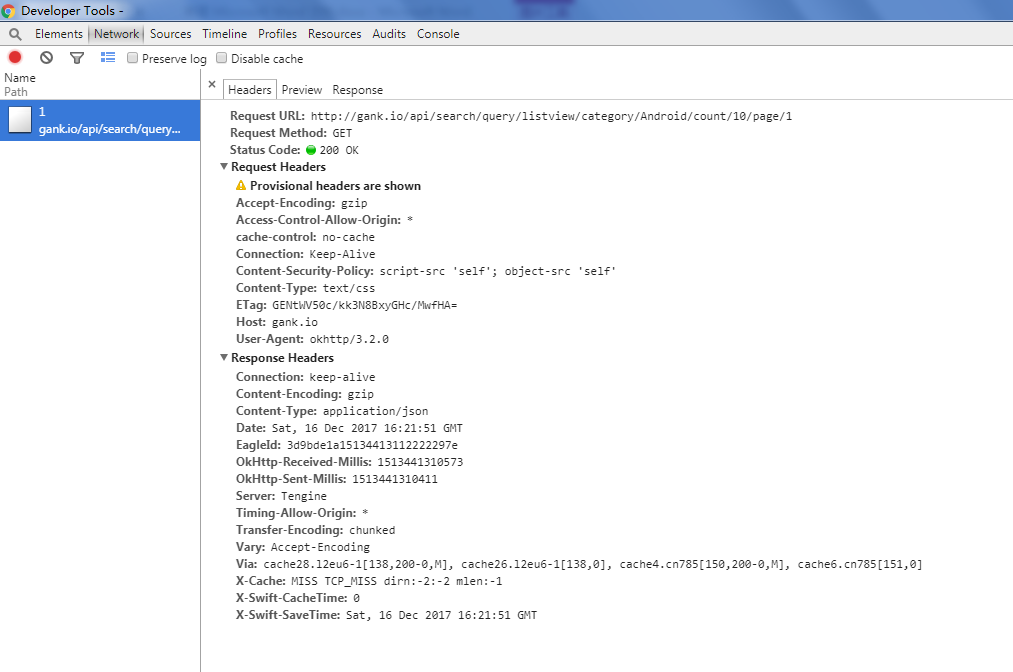 Developer Tools -
Elements Network Sources Timeline Profiles Resources Audits Console
Preserve log Disable cache
Name
Path
1
gank.io/api/search/query...
× Headers Preview Response
Request URL: http://gank.io/api/search/query/listview/category/Android/count/10/page/1
Request Method: GET
Status Code: 200 OK
Request Headers
Provisional headers are shown
Accept-Encoding: gzip
Access-Control-Allow-Origin: *
cache-control: no-cache
Connection: Keep-Alive
Content-Security-Policy: script-src 'self'; object-src 'self'
Content-Type: text/css
ETag: GENtWV50c/kk3N8BxyGHc/MwfHA=
Host: gank.io
User-Agent: okhttp/3.2.0
Response Headers
Connection: keep-alive
Content-Encoding: gzip
Content-Type: application/json
Date: Sat, 16 Dec 2017 16:21:51 GMT
EagleId: 3d9bde1a15134413112222297e
OkHttp-Received-Millis: 1513441310573
OkHttp-Sent-Millis: 1513441310411
Server: Tengine
Timing-Allow-Origin: *
Transfer-Encoding: chunked
Vary: Accept-Encoding
Via: cache28.l2eu6-1[138,200-0,M], cache26.l2eu6-1[138,0], cache4.cn785[150,200-0,M], cache6.cn785[151,0]
X-Cache: MISS TCP_MISS dirn:-2:-2 mlen:-1
X-Swift-CacheTime: 0
X-Swift-SaveTime: Sat, 16 Dec 2017 16:21:51 GMT